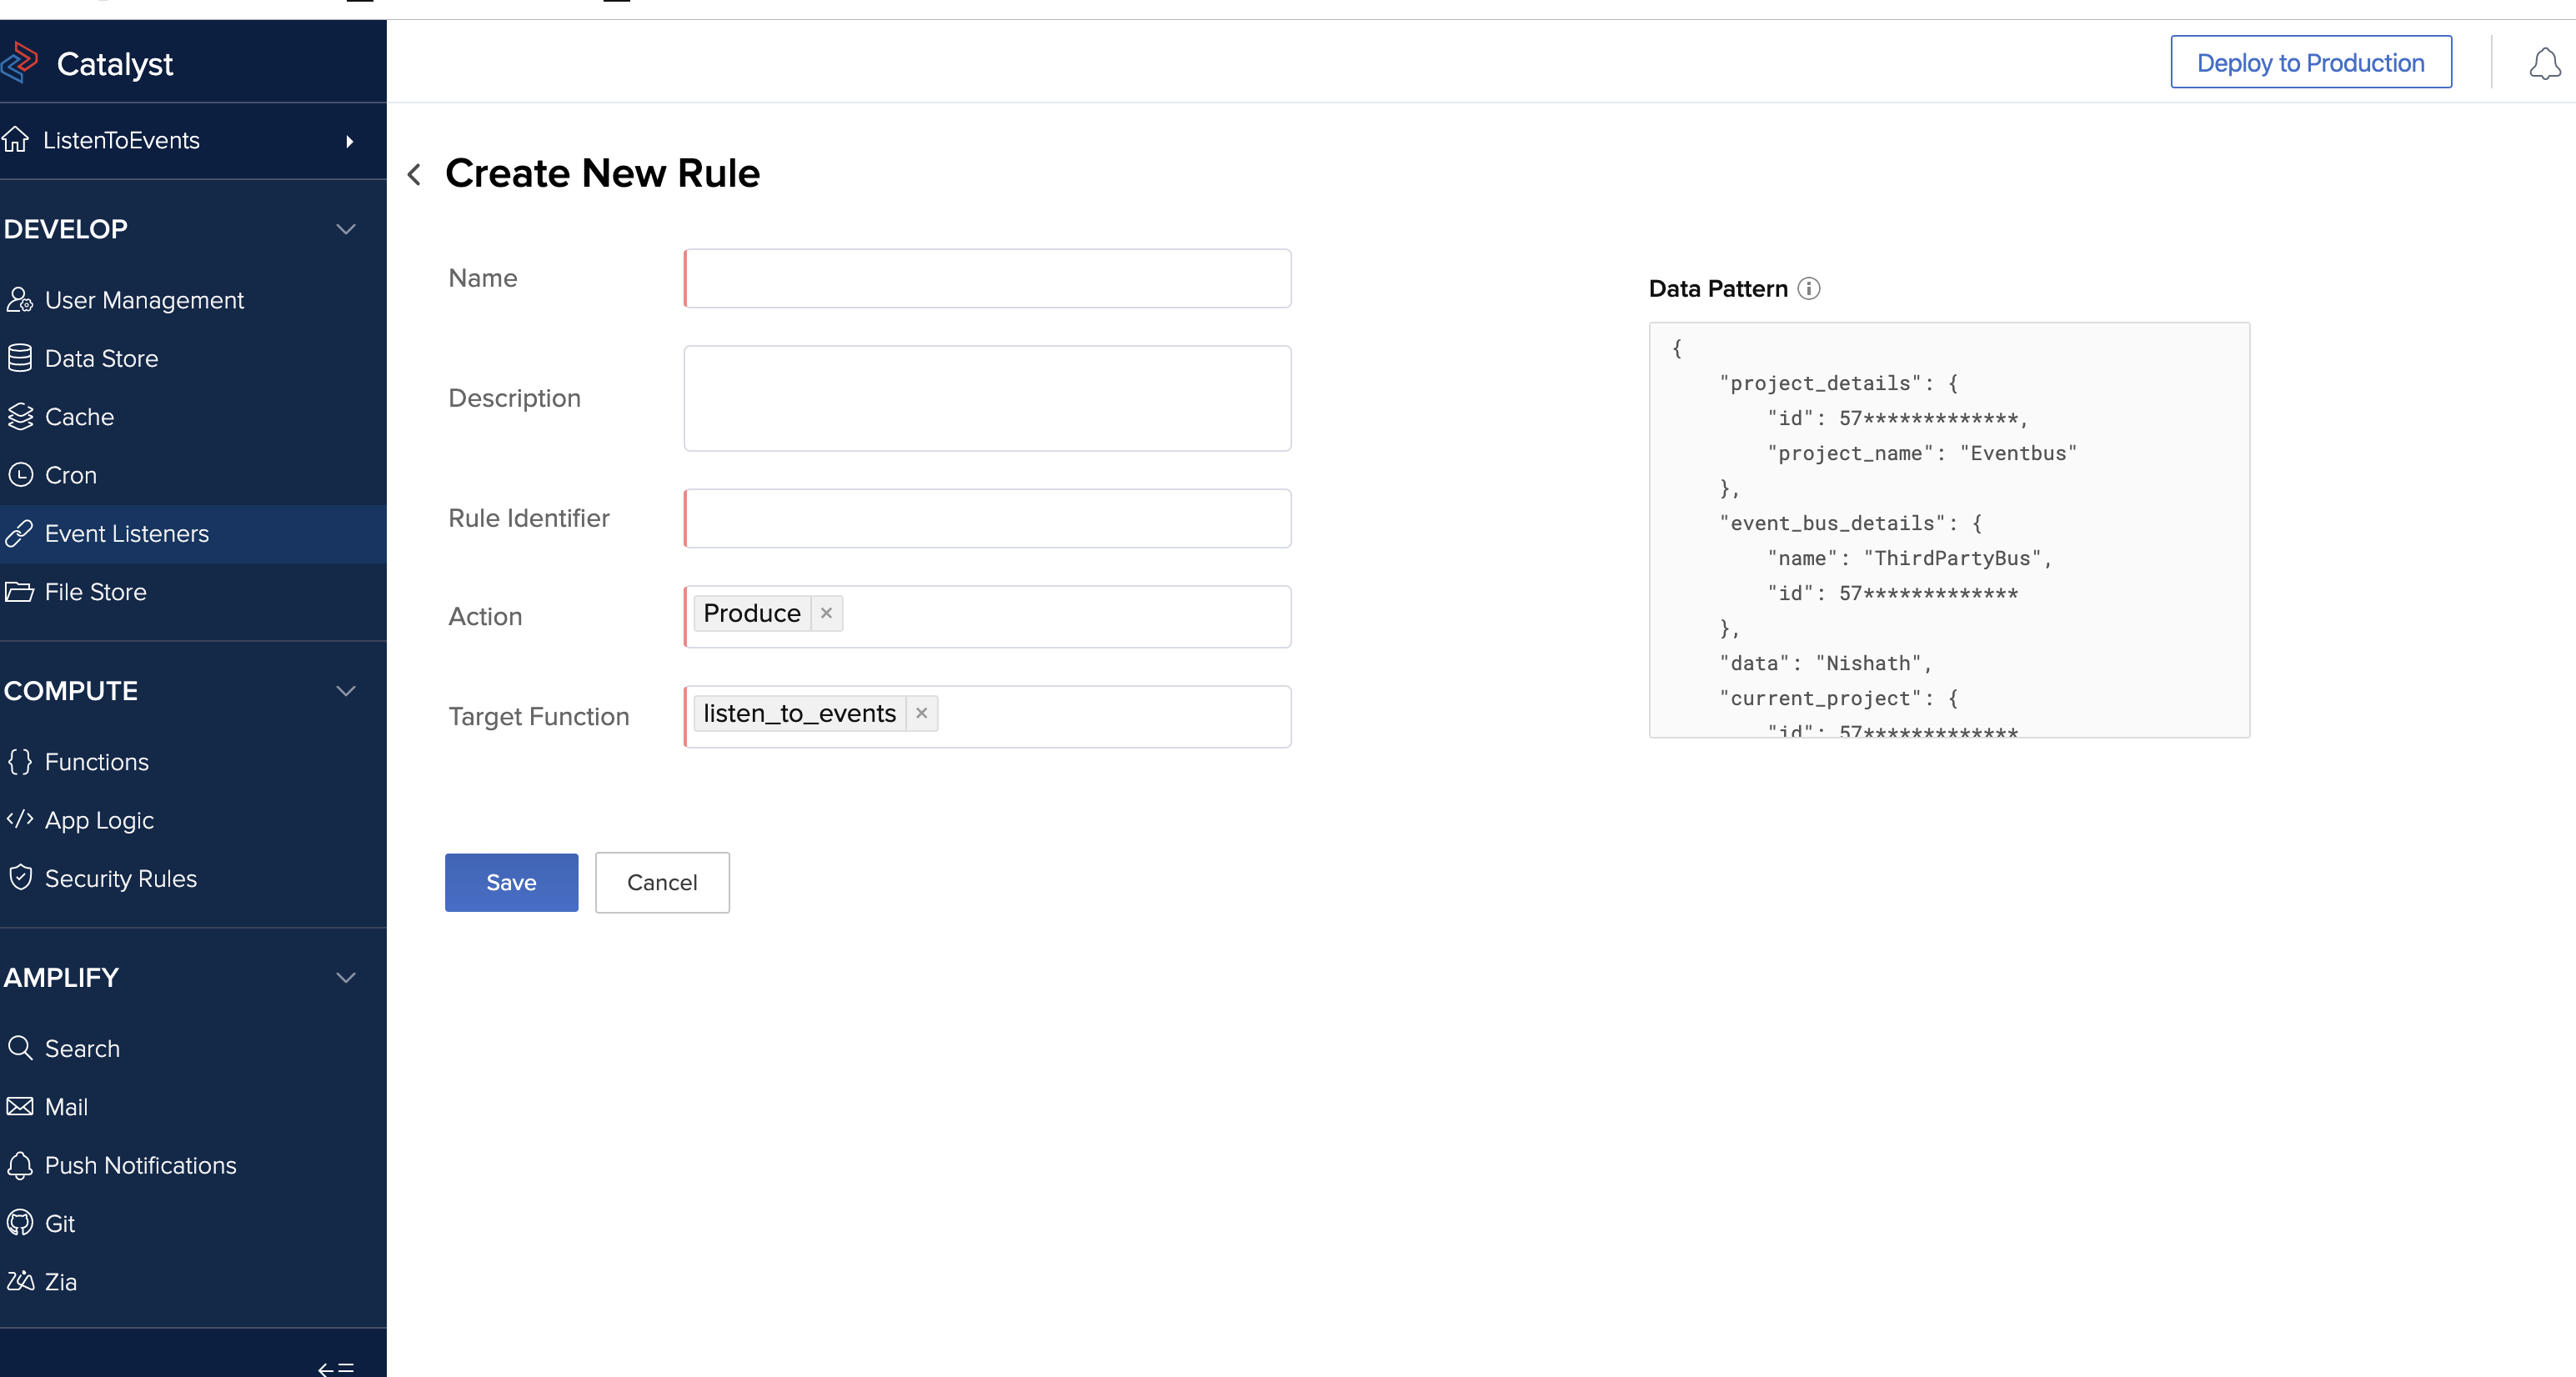 Catalyst
ListenToEvents
DEVELOP
User Management
Data Store
Cache
Cron
Event Listeners
File Store
COMPUTE
Functions
App Logic
Security Rules
AMPLIFY
Search
Mail
Push Notifications
Git
Zia
Deploy to Production
Create New Rule
Name
Description
Rule Identifier
Action
Produce ×
Target Function
listen_to_events ×
Save
Cancel
Data Pattern
{
"project_details": {
"id": 57*************,
"project_name": "Eventbus"
},
"event_bus_details": {
"name": "ThirdPartyBus",
"id": 57*************
},
"data": "Nishath",
"current_project": {
"id": 57*************